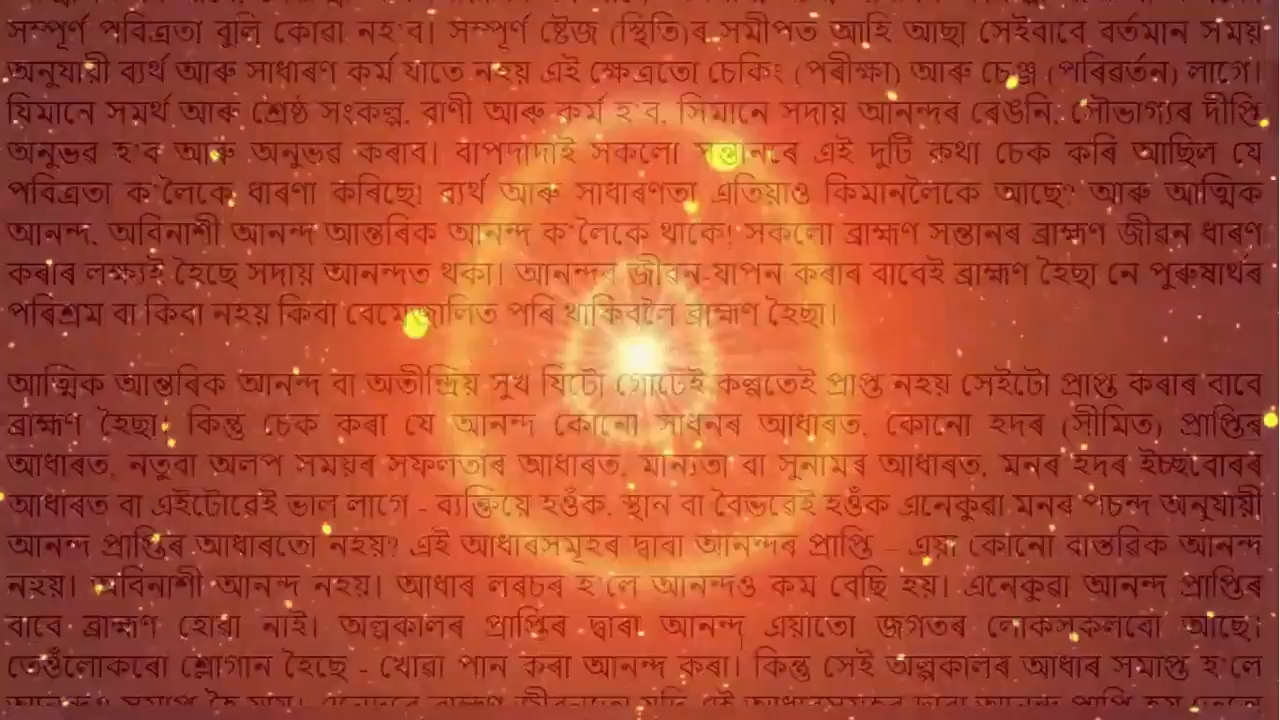 সম্পূৰ্ণ পবিত্ৰতা বুলি কোৱা নহ'ব। সম্পূৰ্ণ ষ্টেজ (স্থিতি)ৰ সমীপত আহি আছা সেইবাবে বৰ্তমান সময়
অনুযায়ী ব্যৰ্থ আৰু সাধাৰণ কৰ্ম যাতে নহয় এই ক্ষেত্ৰতো চেকিং (পৰীক্ষা) আৰু চেঞ্জ (পৰিৱৰ্তন) লাগে।
যিমানে সমৰ্থ আৰু শ্ৰেষ্ঠ সংকল্প, বাণী আৰু কৰ্ম হ'ব, সিমানে সদায় আনন্দৰ ৰেঙনি, সৌভাগ্যৰ দীপ্তি
অনুভৱ হ'ব আৰু অনুভৱ কৰাব। বাপদাদাই সকলো সন্তানৰে এই দুটি কথা চেক কৰি আছিল যে
পবিত্ৰতা ক'লৈকে ধাৰণা কৰিছে! ব্যৰ্থ আৰু সাধাৰণতা এতিয়াও কিমানলৈকে আছে? আৰু আত্মিক
আনন্দ, অবিনাশী আনন্দ আন্তৰিক আনন্দ ক'লৈকে থাকে! সকলো ব্ৰাহ্মণ সন্তানৰ ব্ৰাহ্মণ জীৱন ধাৰণ
কৰাৰ লক্ষ্যই হৈছে সদায় আনন্দত থকা। আনন্দৰ জীৱন-যাপন কৰাৰ বাবেই ব্ৰাহ্মণ হৈছা নে পুৰুষাৰ্থৰ
পৰিশ্ৰম বা কিবা নহয় কিবা বেমেজালিত পৰি থাকিবলৈ ব্ৰাহ্মণ হৈছা।
আত্মিক আন্তৰিক আনন্দ বা অতীন্দ্ৰিয় সুখ যিটো গোটেই কল্পতেই প্ৰাপ্ত নহয় সেইটো প্ৰাপ্ত কৰাৰ বাবে
ব্ৰাহ্মণ হৈছা। কিন্তু চেক কৰা যে আনন্দ কোনো সাধনৰ আধাৰত, কোনো হদৰ (সীমিত) প্ৰাপ্তিৰ
আধাৰত, নতুবা অলপ সময়ৰ সফলতাৰ আধাৰত, মান্যতা বা সুনামৰ আধাৰত, মনৰ হদৰ ইচ্ছাবোৰৰ
আধাৰত বা এইটোৱেই ভাল লাগে - ব্যক্তিয়ে হওঁক, স্থান বা বৈভৱেই হওঁক এনেকুৱা মনৰ পচন্দ অনুযায়ী
আনন্দ প্ৰাপ্তিৰ আধাৰতো নহয়? এই আধাৰসমূহৰ দ্বাৰা আনন্দৰ প্ৰাপ্তি – এয়া কোনো বাস্তৱিক আনন্দ
নহয়। অবিনাশী আনন্দ নহয়। আধাৰ লৰচৰ হ'লে আনন্দও কম বেছি হয়। এনেকুৱা আনন্দ প্ৰাপ্তিৰ
বাবে ব্ৰাহ্মণ হোৱা নাই। অল্পকালৰ প্ৰাপ্তিৰ দ্বাৰা আনন্দ এয়াতো জগতৰ লোকসকলৰো আছে।
তেওঁলোকৰো শ্লোগান হৈছে - খোৱা পান কৰা আনন্দ কৰা। কিন্তু সেই অল্পকালৰ আধাৰ সমাপ্ত হ'লে